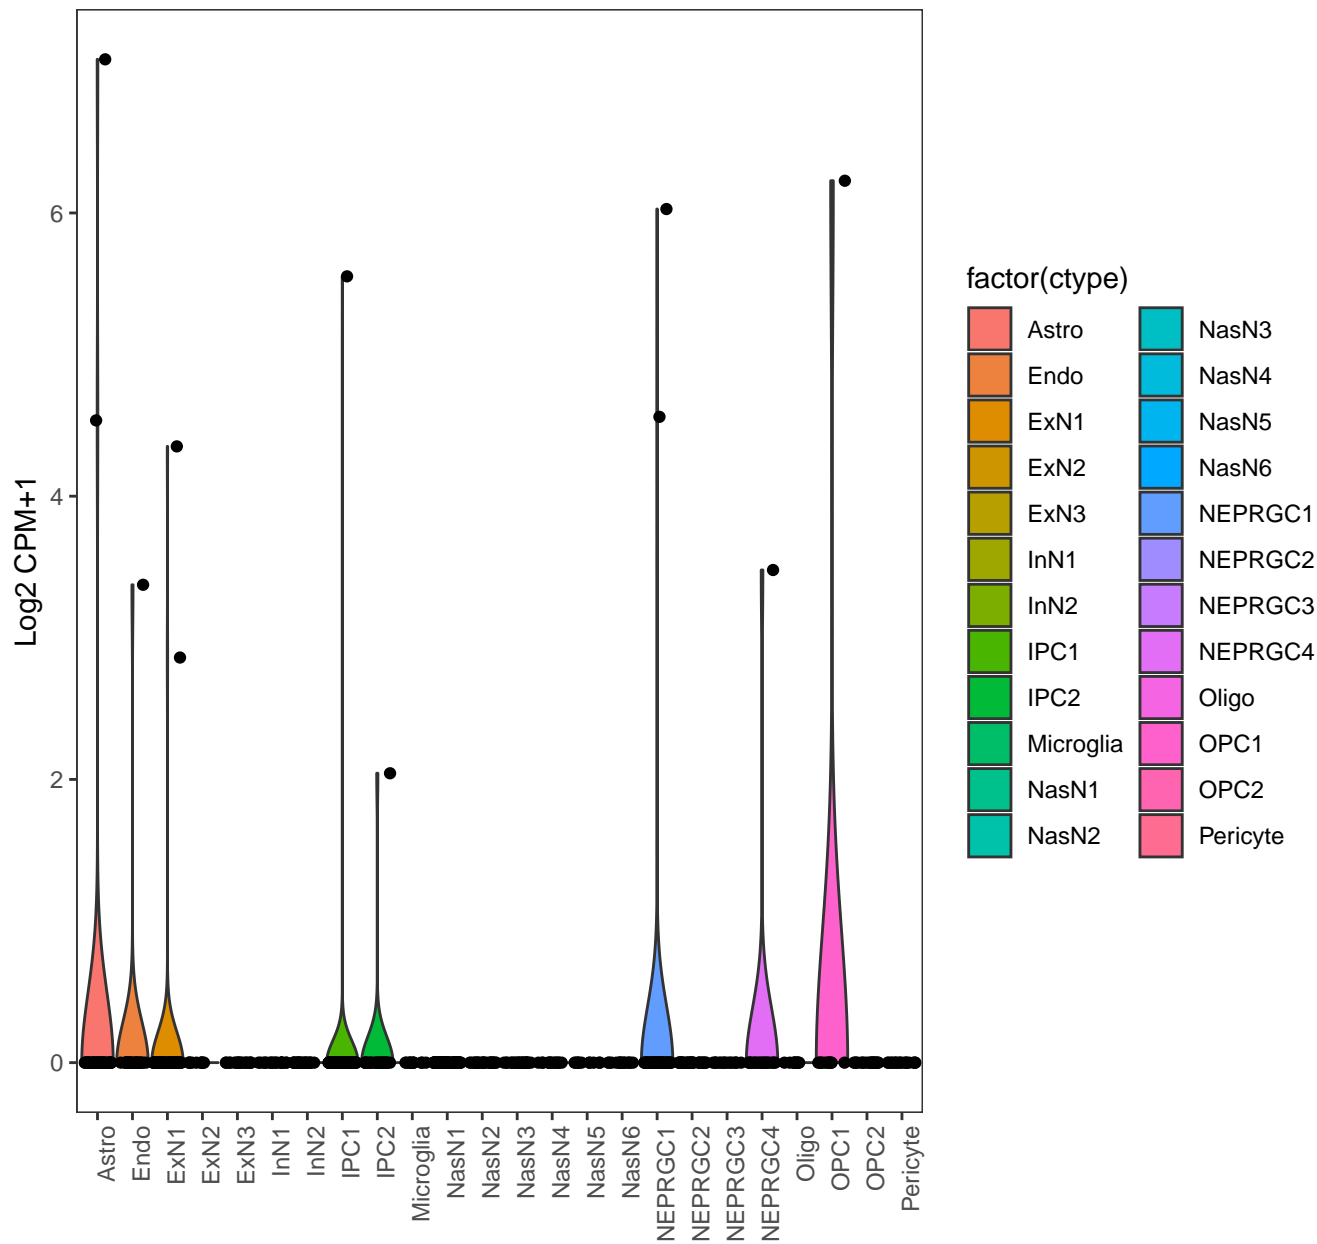 Log2 CPM+1
6
4
2
0
Astro
Endo
ExN1
ExN2
ExN3
InN1
InN2
IPC1
IPC2
Microglia
NasN1
NasN2
NasN3
NasN4
NasN5
NasN6
NEPRGC1
NEPRGC2
NEPRGC3
NEPRGC4
Oligo
OPC1
OPC2
Pericyte
factor(ctype)
Astro
Endo
ExN1
ExN2
ExN3
InN1
InN2
IPC1
IPC2
Microglia
NasN1
NasN2
NasN3
NasN4
NasN5
NasN6
NEPRGC1
NEPRGC2
NEPRGC3
NEPRGC4
Oligo
OPC1
OPC2
Pericyte